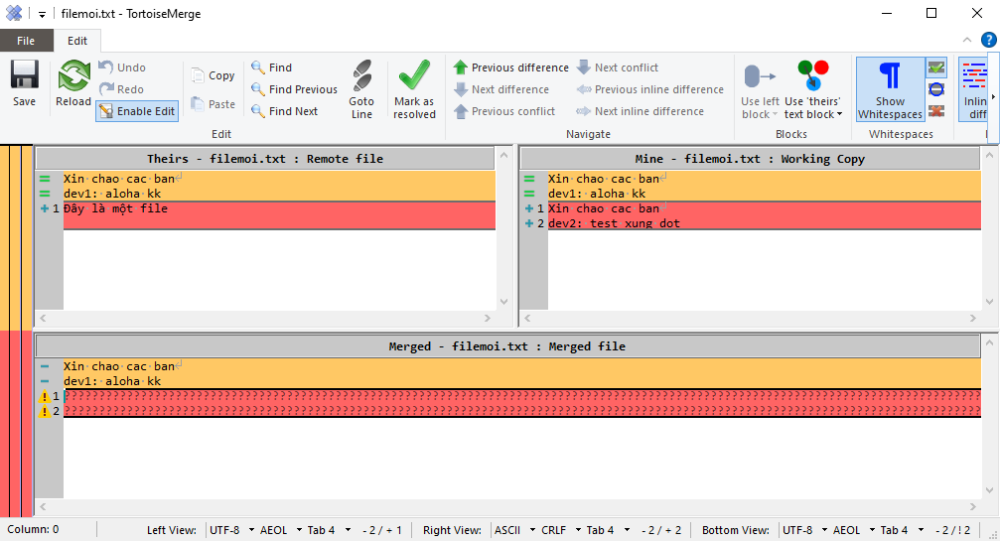 filemoi.txt - TortoiseMerge
File Edit
Save
Reload
Undo
Redo
Enable Edit
Copy
Paste
Find
Find Previous
Find Next
Goto Line
Mark as resolved
Edit
Previous difference
Next difference
Previous conflict
Next conflict
Previous inline difference
Next inline difference
Navigate
Use left block
Use 'theirs' text block
Blocks
Show Whitespaces
Whitespaces
Inlin
diff
Theirs - filemoi.txt : Remote file
Xin chao cac ban
dev1: aloha kk
1 Đây là một file
Mine - filemoi.txt : Working Copy
Xin chao cac ban
dev1: aloha kk
1 Xin chao cac ban
2 dev2: test xung dot
Merged - filemoi.txt : Merged file
Xin chao cac ban
dev1: aloha kk
1
2
Column: 0 Left View: UTF-8 AEOL Tab 4 - 2 / + 1 Right View: ASCII CRLF Tab 4 - 2 / + 2 Bottom View: UTF-8 AEOL Tab 4 - 2 / ! 2